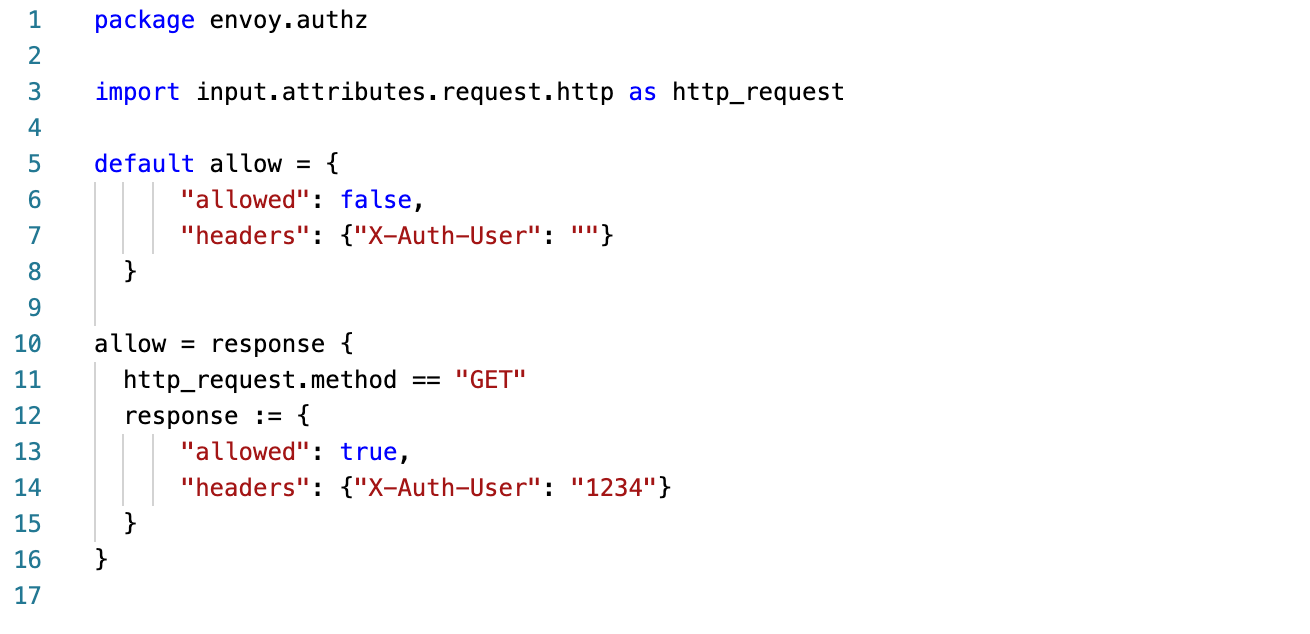 1 package envoy.authz
2
3 import input.attributes.request.http as http_request
4
5 default allow = {
6       "allowed": false,
7       "headers": {"X-Auth-User": ""}
8   }
9
10 allow = response {
11   http_request.method == "GET"
12   response := {
13       "allowed": true,
14       "headers": {"X-Auth-User": "1234"}
15   }
16 }
17